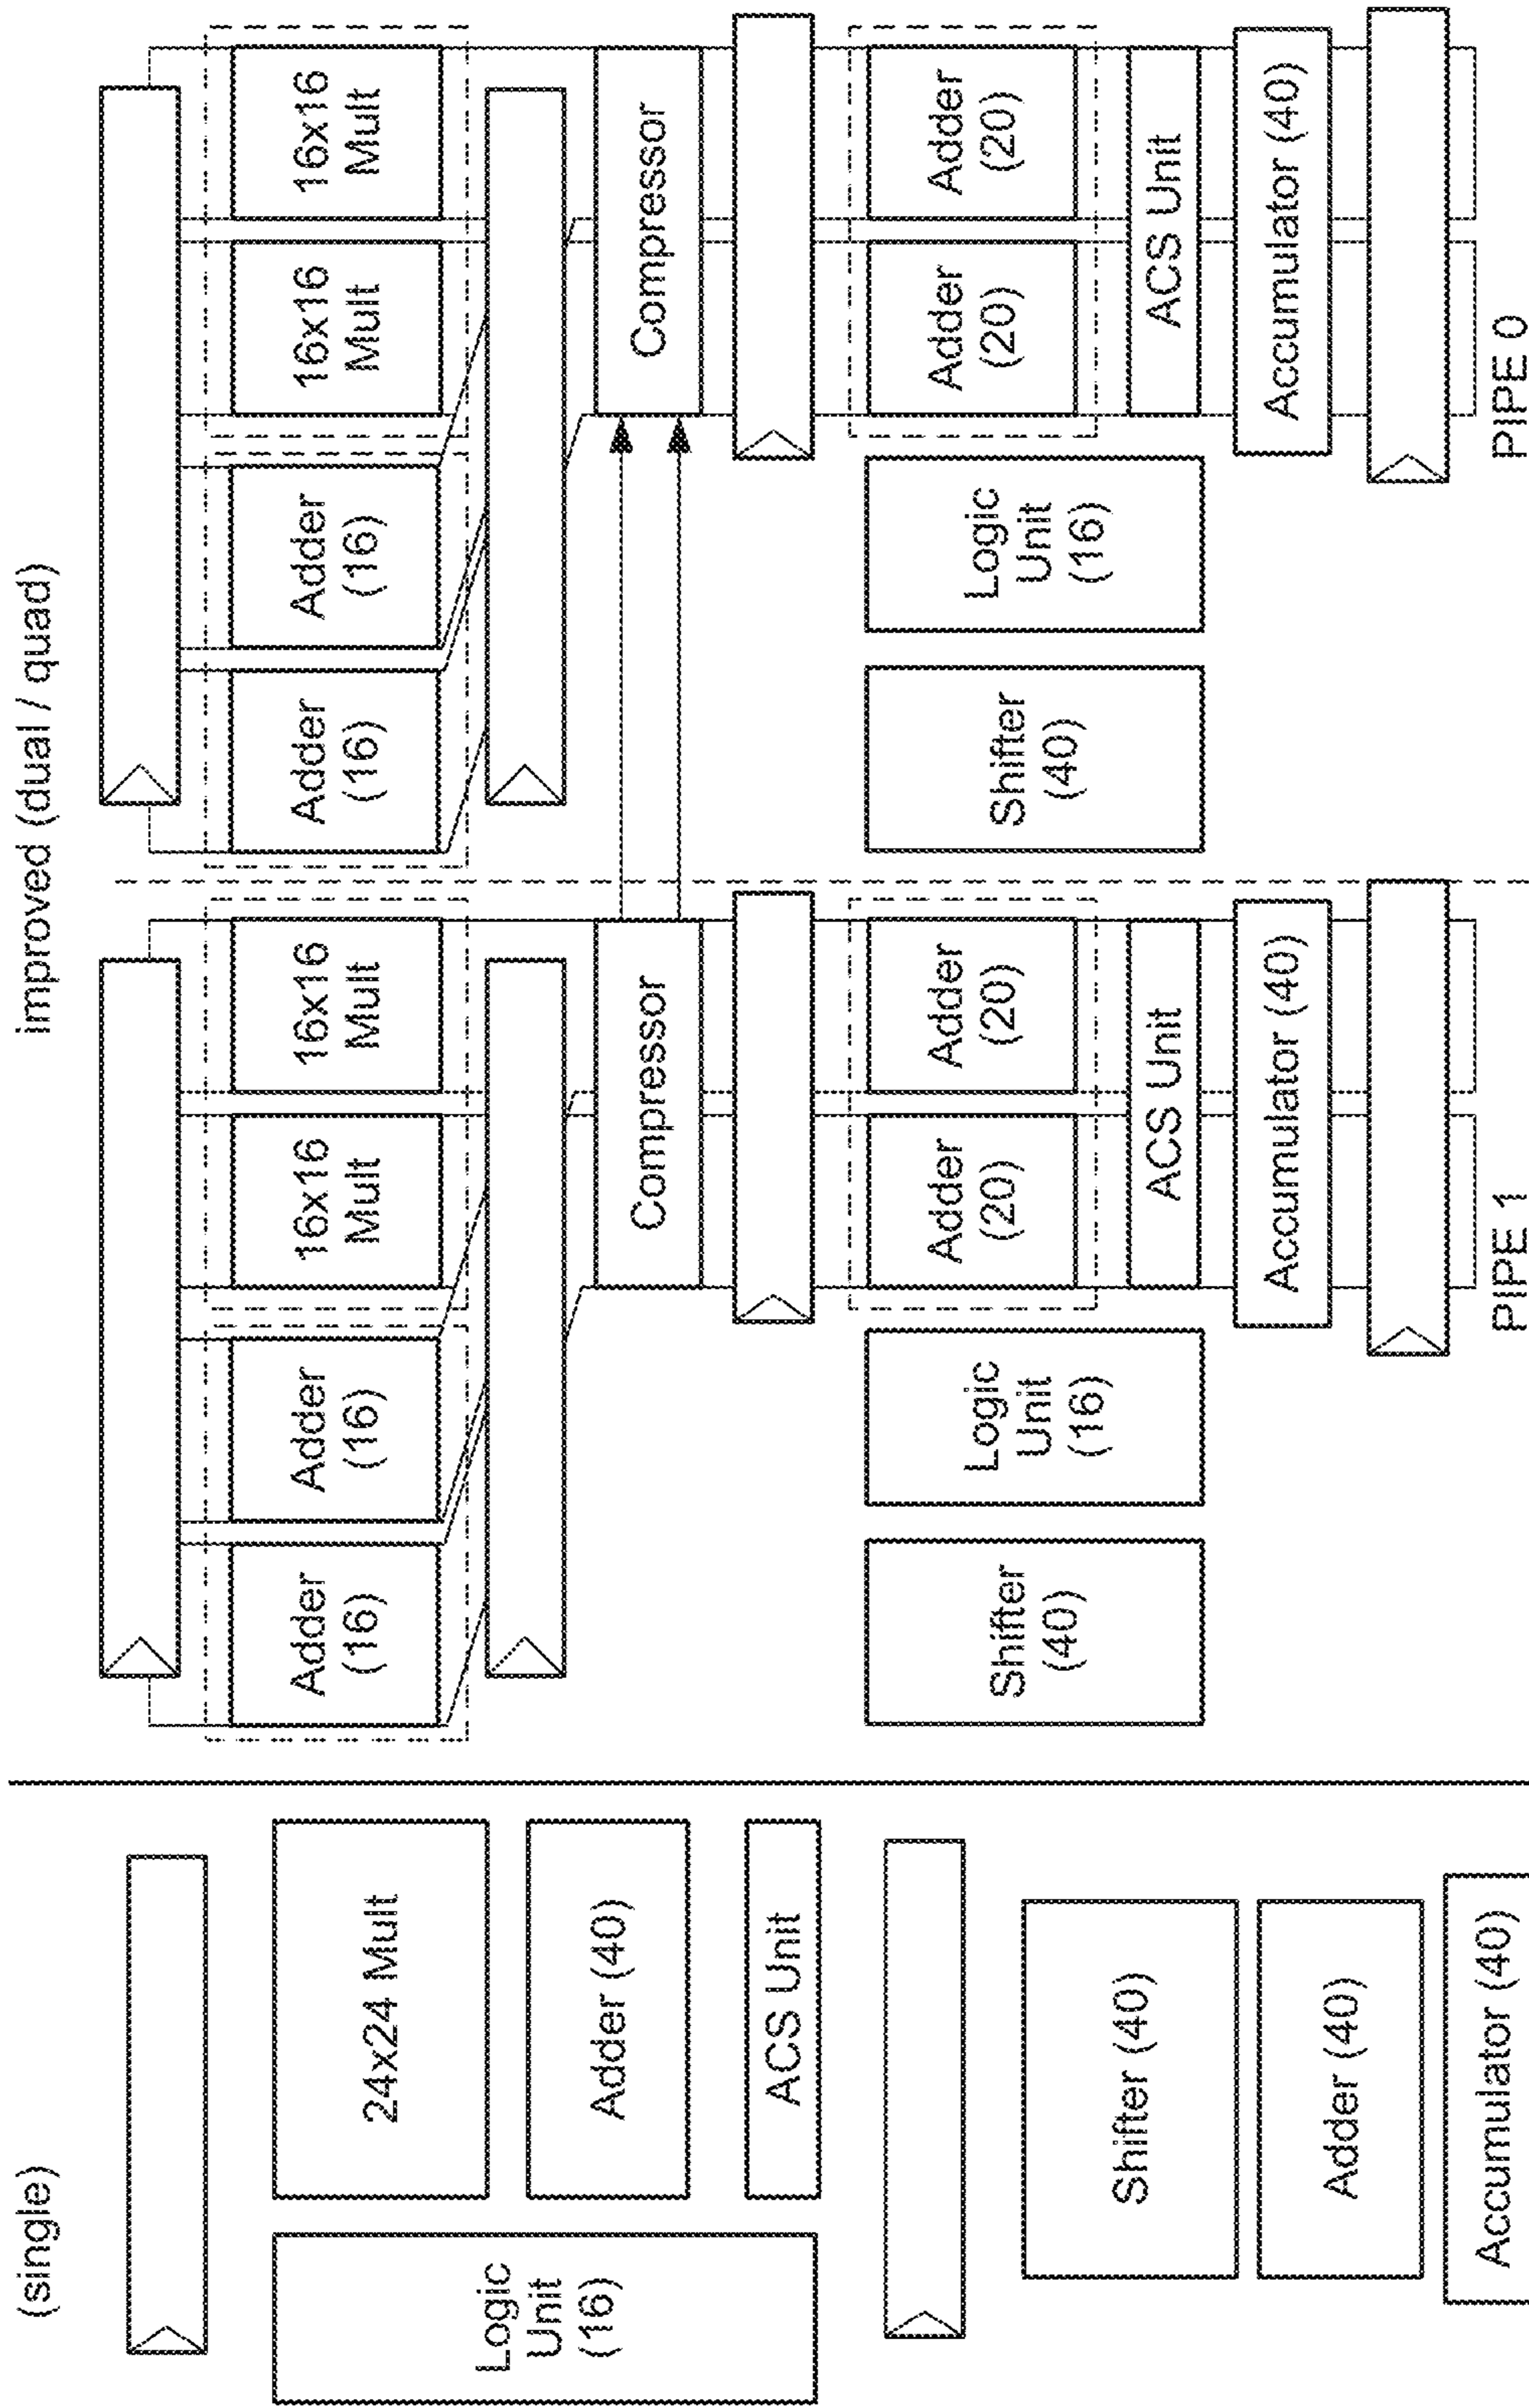 (single)
24x24 Mult
Adder (40)
ACS Unit
Logic
Unit
(16)
Shifter (40)
Adder (40)
Accumulator (40)
improved (dual / quad)
Adder
(16)
Adder
(16)
16x16
Mult
16x16
Mult
Compressor
Shifter
(40)
Logic
Unit
(16)
Adder
(20)
Adder
(20)
ACS Unit
Accumulator (40)
PIPE 1
Adder
(16)
Adder
(16)
16x16
Mult
16x16
Mult
Compressor
Shifter
(40)
Logic
Unit
(16)
Adder
(20)
Adder
(20)
ACS Unit
Accumulator (40)
PIPE 0